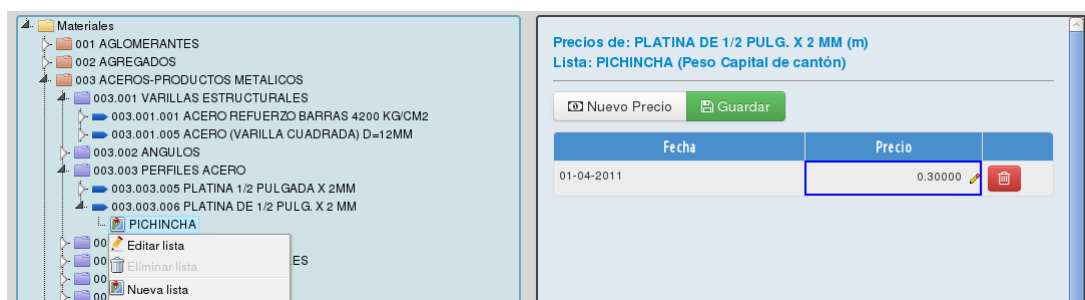 Materiales
001 AGLOMERANTES
002 AGREGADOS
003 ACEROS-PRODUCTOS METALICOS
003.001 VARILLAS ESTRUCTURALES
003.001.001 ACERO REFUERZO BARRAS 4200 KG/CM2
003.001.005 ACERO (VARILLA CUADRADA) D=12MM
003.002 ANGULOS
003.003 PERFILES ACERO
003.003.005 PLATINA 1/2 PULGADA X 2MM
003.003.006 PLATINA DE 1/2 PULG. X 2 MM
PICHINCHA
00
Editar lista
00 ES
Eliminar lista
00
Nueva lista
00
Precios de: PLATINA DE 1/2 PULG. X 2 MM (m)
Lista: PICHINCHA (Peso Capital de cantón)
Nuevo Precio Guardar
Fecha Precio
01-04-2011 0.30000